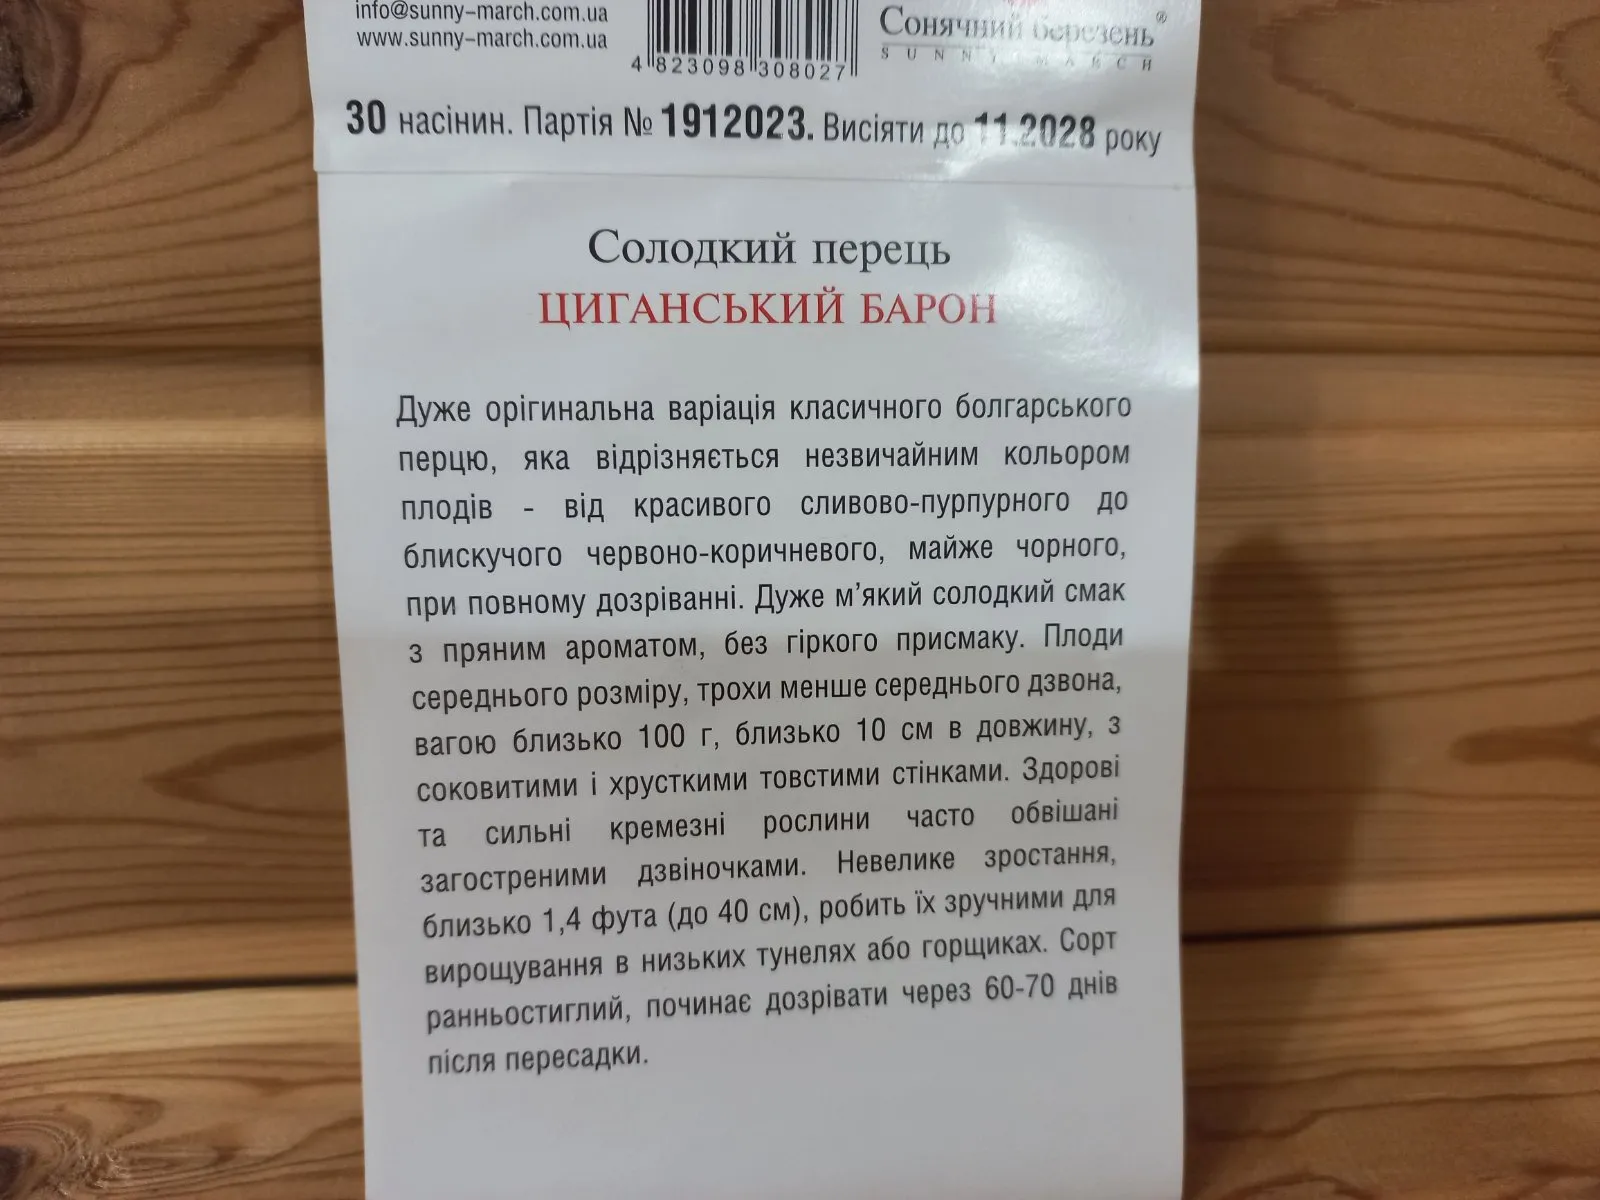 info@sunny-march.com.ua
www.sunny-march.com.ua
4 823098 308027
Сонячний березень®
SUNNY MARCH
30 насінин. Партія № 1912023. Висіяти до 11.2028 року
Солодкий перець
ЦИГАНСЬКИЙ БАРОН
Дуже орігинальна варіація класичного болгарського
перцю, яка відрізняється незвичайним кольором
плодів - від красивого сливово-пурпурного до
блискучого червоно-коричневого, майже чорного,
при повному дозріванні. Дуже м’який солодкий смак
з пряним ароматом, без гіркого присмаку. Плоди
середнього розміру, трохи менше середнього дзвона,
вагою близько 100 г, близько 10 см в довжину, з
соковитими і хрусткими товстими стінками. Здорові
та сильні кремезні рослини часто обвішані
загостреними дзвіночками. Невелике зростання,
близько 1,4 фута (до 40 см), робить їх зручними для
вирощування в низьких тунелях або горщиках. Сорт
ранньостиглий, починає дозрівати через 60-70 днів
після пересадки.